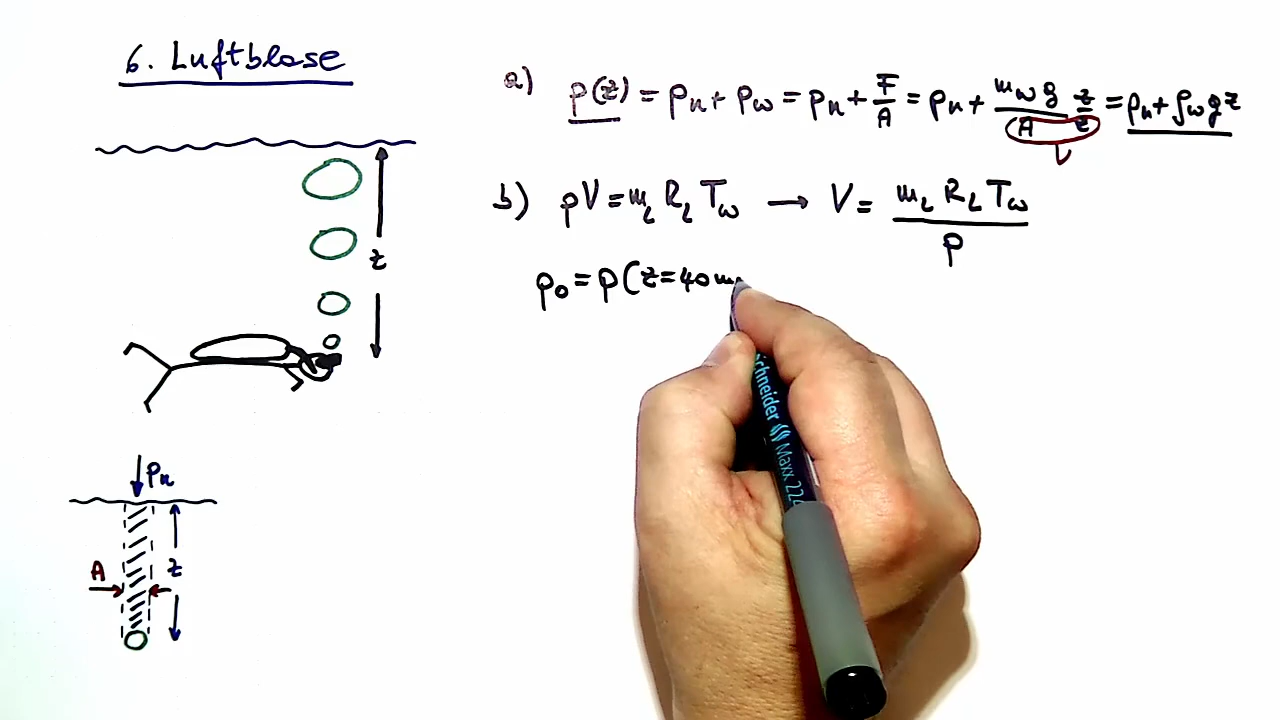 6. Luftblase
a) p(z) = pu + pw = pu + F/A = pu + mw g / A z/z = pu + ρw g z
V
b) pV = mL RL Tw → V = mL RL Tw / p
z
p0 = p(z=40m
pu
A
z
Schneider Maxx 224